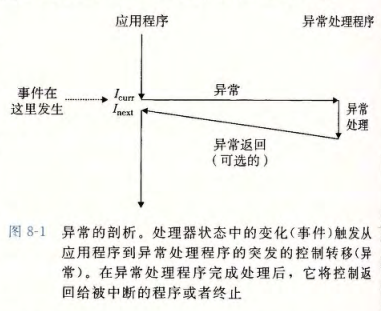 应用程序
异常处理程序
事件在
这里发生
Icurr
Inext
异常
异常
处理
异常返回
(可选的)
图 8-1 异常的剖析。处理器状态中的变化(事件)触发从
应用程序到异常处理程序的突发的控制转移(异
常)。在异常处理程序完成处理后，它将控制返
回给被中断的程序或者终止